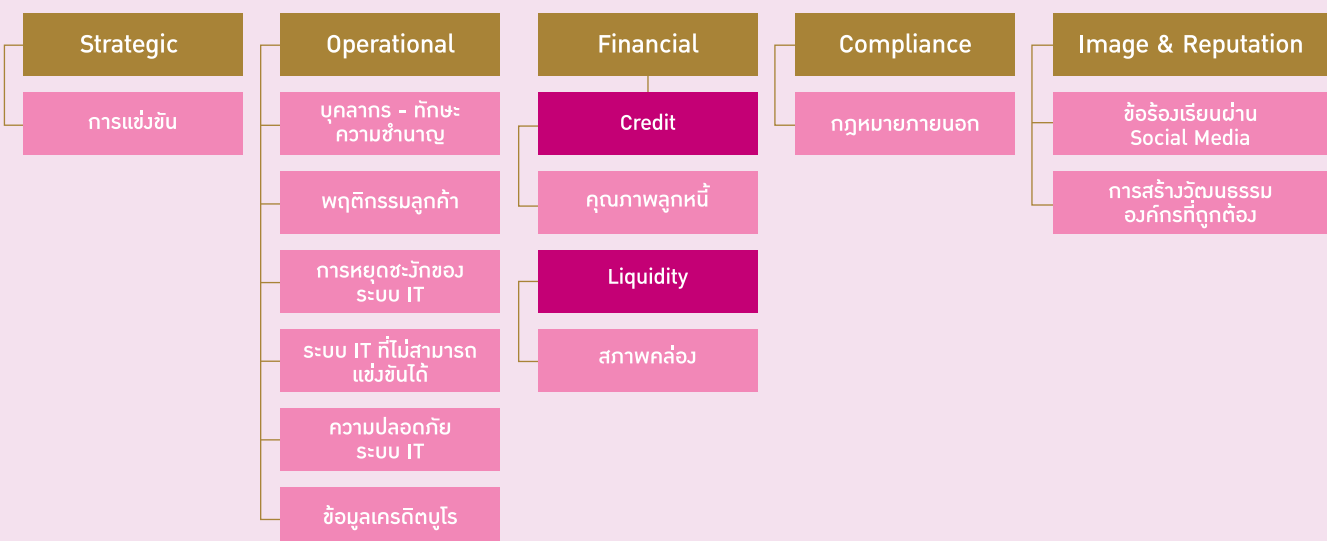 Strategic
การแข่งขัน
Operational
บุคลากร - ทักษะ
ความชำนาญ
พฤติกรรมลูกค้า
การหยุดชะงักของ
ระบบ IT
ระบบ IT ที่ไม่สามารถ
แข่งขันได้
ความปลอดภัย
ระบบ IT
ข้อมูลเครดิตบูโร
Financial
Credit
คุณภาพลูกหนี้
Liquidity
สภาพคล่อง
Compliance
กฎหมายภายนอก
Image & Reputation
ข้อร้องเรียนผ่าน
Social Media
การสร้างวัฒนธรรม
องค์กรที่ถูกต้อง